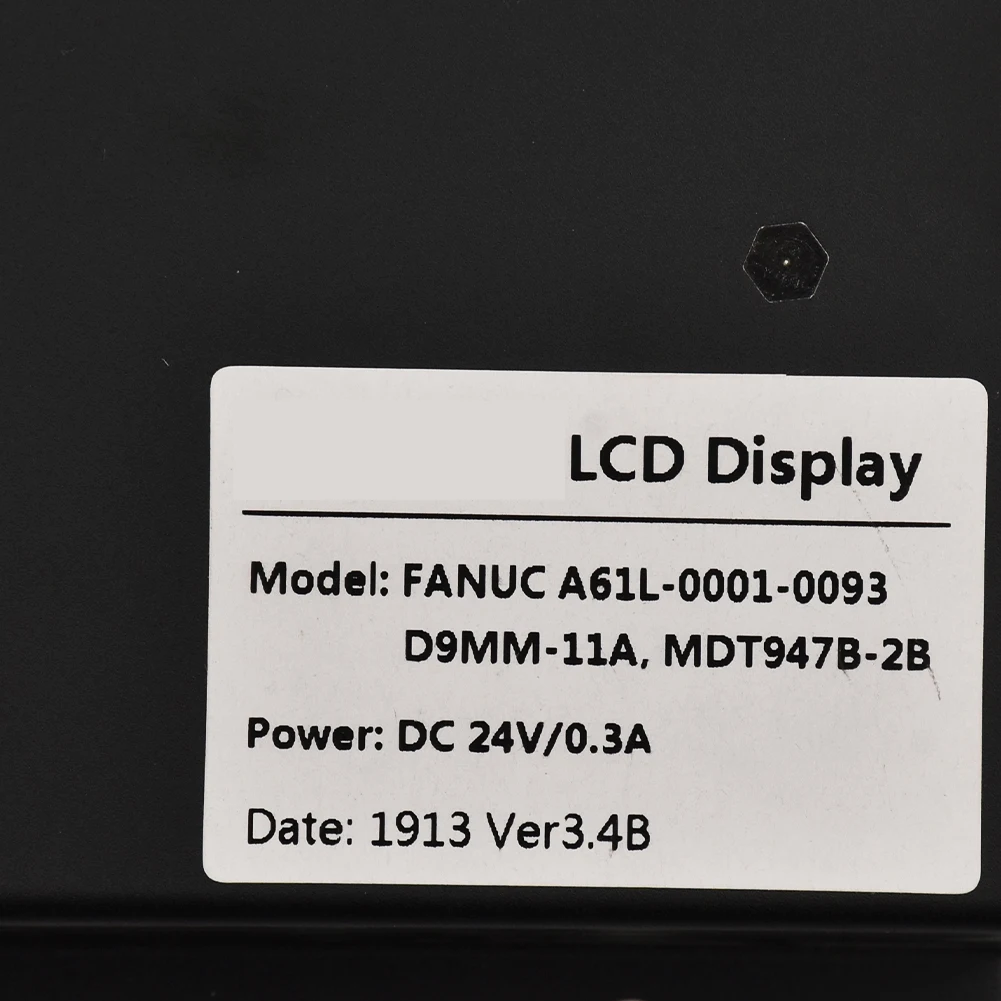 LCD Display
Model: FANUC A61L-0001-0093
D9MM-11A, MDT947B-2B
Power: DC 24V/0.3A
Date: 1913 Ver3.4B